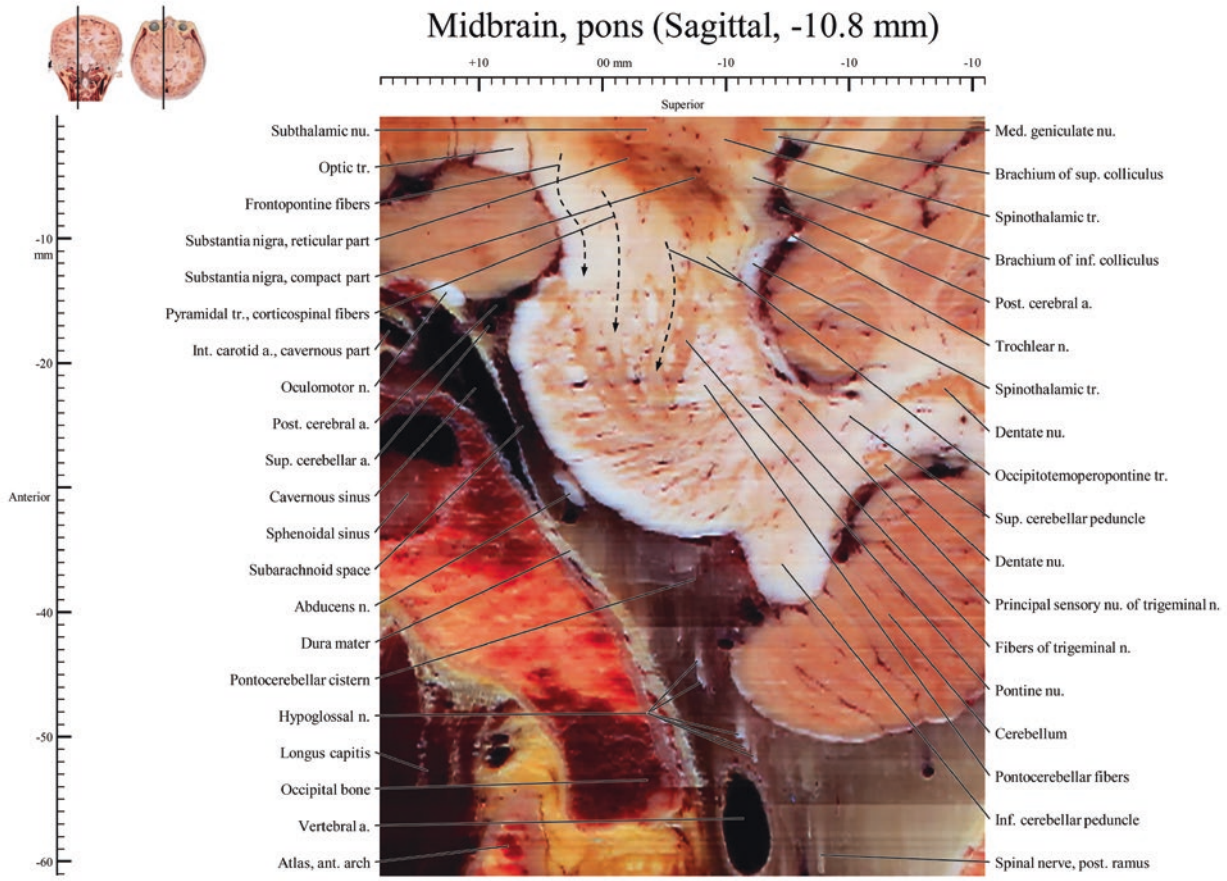 Midbrain, pons (Sagittal, -10.8 mm)
+10
00 mm
-10
-10
-10
Superior
Subthalamic nu.
Optic tr.
Frontopontine fibers
Substantia nigra, reticular part
Substantia nigra, compact part
Pyramidal tr., corticospinal fibers
Int. carotid a., cavernous part
Oculomotor n.
Post. cerebral a.
Sup. cerebellar a.
Cavernous sinus
Sphenoidal sinus
Subarachnoid space
Abducens n.
Dura mater
Pontocerebellar cistern
Hypoglossal n.
Longus capitis
Occipital bone
Vertebral a.
Atlas, ant. arch
-10
mm
-20
Anterior
-40
-50
-60
Med. geniculate nu.
Brachium of sup. colliculus
Spinothalamic tr.
Brachium of inf. colliculus
Post. cerebral a.
Trochlear n.
Spinothalamic tr.
Dentate nu.
Occipitotemoperopontine tr.
Sup. cerebellar peduncle
Dentate nu.
Principal sensory nu. of trigeminal n.
Fibers of trigeminal n.
Pontine nu.
Cerebellum
Pontocerebellar fibers
Inf. cerebellar peduncle
Spinal nerve, post. ramus